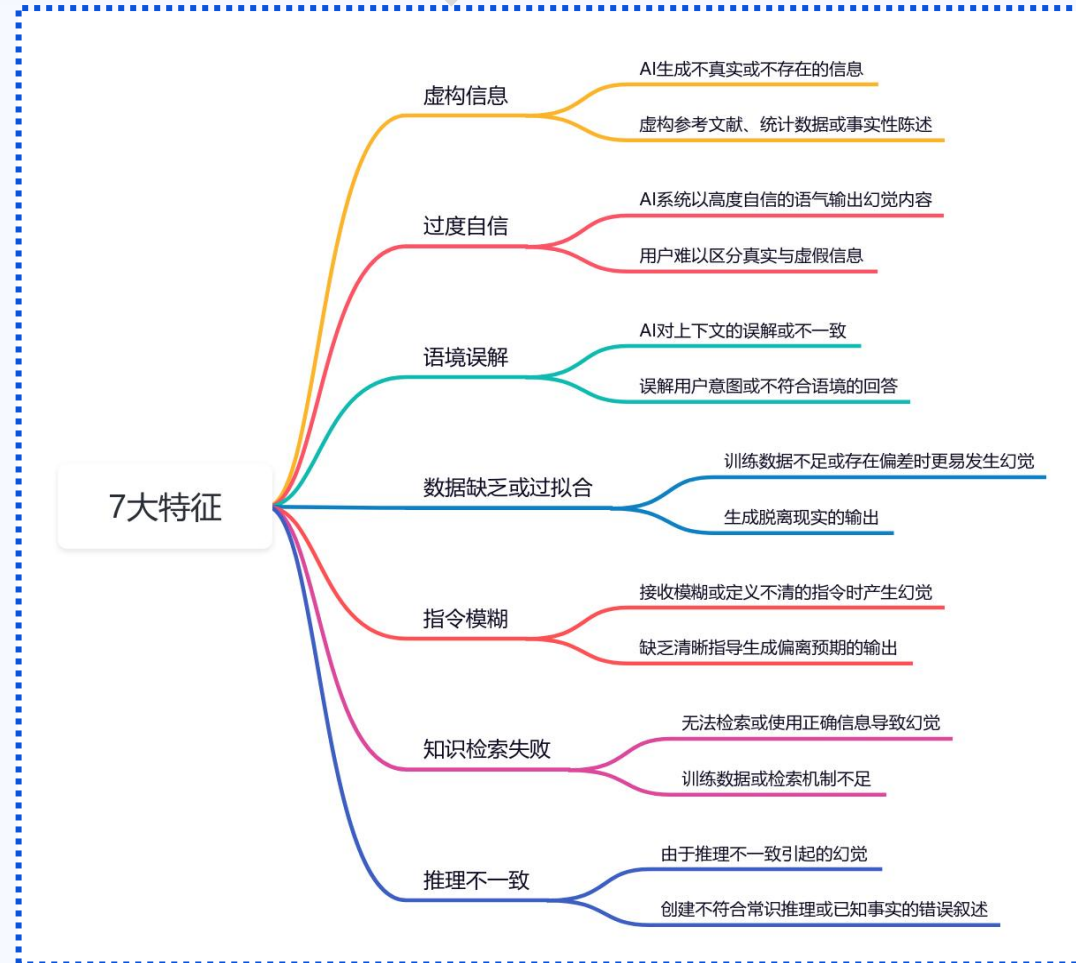 7大特征
虚构信息
AI生成不真实或不存在的信息
虚构参考文献、统计数据或事实性陈述
过度自信
AI系统以高度自信的语气输出幻觉内容
用户难以区分真实与虚假信息
语境误解
AI对上下文的误解或不一致
误解用户意图或不符合语境的回答
数据缺乏或过拟合
训练数据不足或存在偏差时更易发生幻觉
生成脱离现实的输出
指令模糊
接收模糊或定义不清的指令时产生幻觉
缺乏清晰指导生成偏离预期的输出
知识检索失败
无法检索或使用正确信息导致幻觉
训练数据或检索机制不足
推理不一致
由于推理不一致引起的幻觉
创建不符合常识推理或已知事实的错误叙述